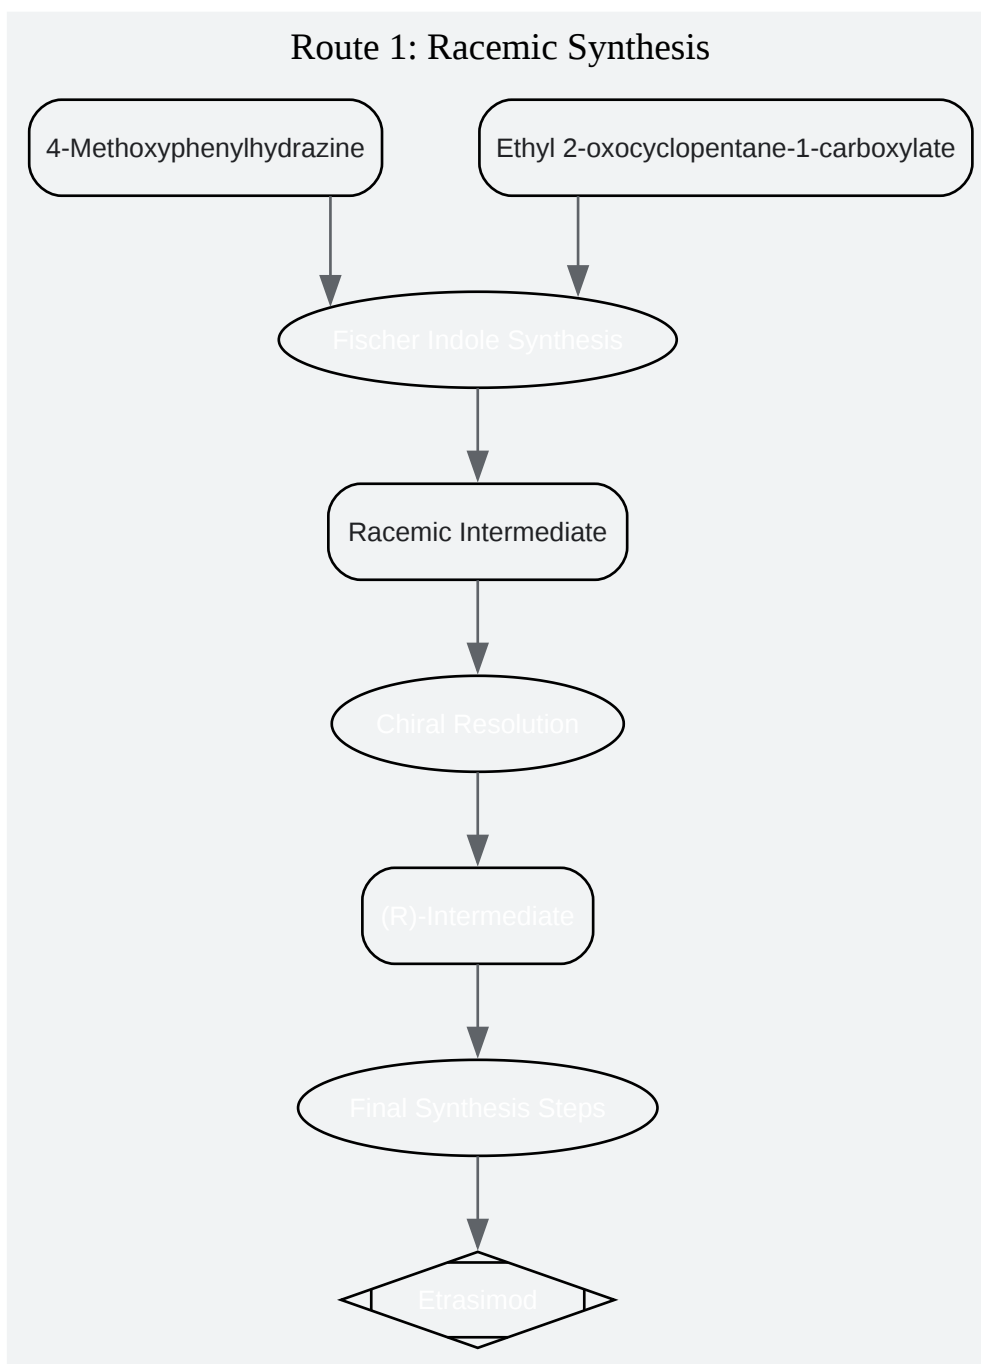 Route 1: Racemic Synthesis
4-Methoxyphenylhydrazine
Ethyl 2-oxocyclopentane-1-carboxylate
Fischer Indole Synthesis
Racemic Intermediate
Chiral Resolution
(R)-Intermediate
Final Synthesis Steps
Etrasimod